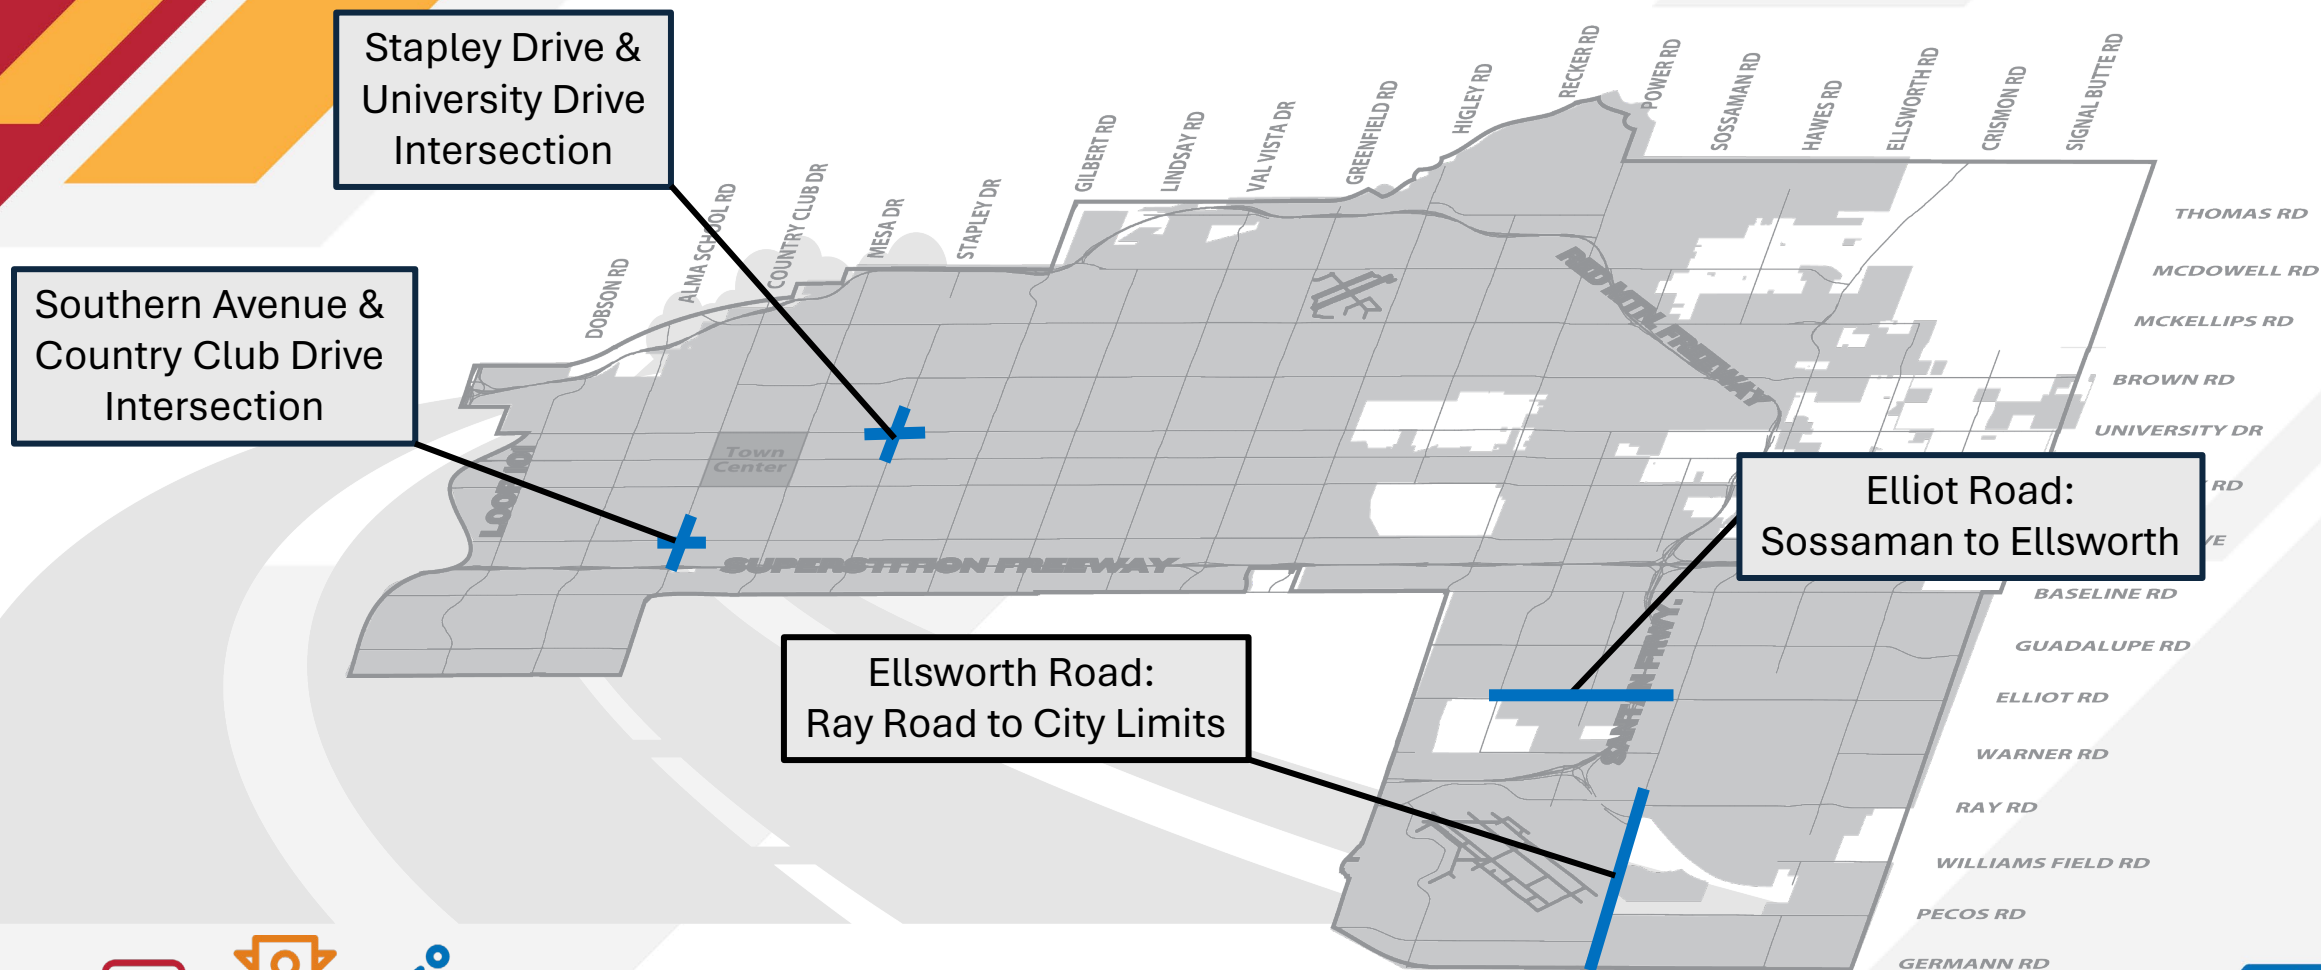 Stapley Drive &
University Drive
Intersection
Southern Avenue &
Country Club Drive
Intersection
Elliot Road:
Sossaman to Ellsworth
Ellsworth Road:
Ray Road to City Limits
DOBSON RD
ALMA SCHOOL RD
COUNTRY CLUB DR
MESA DR
STAPLEY DR
GILBERT RD
LINDSAY RD
VAL VISTA DR
GREENFIELD RD
HIGLEY RD
RECKER RD
POWER RD
SOSSAMAN RD
HAWES RD
ELLSWORTH RD
CRISMON RD
SIGNAL BUTTE RD
THOMAS RD
MCDOWELL RD
MCKELLIPS RD
BROWN RD
UNIVERSITY DR
RD
VE
BASELINE RD
GUADALUPE RD
ELLIOT RD
WARNER RD
RAY RD
WILLIAMS FIELD RD
PECOS RD
GERMANN RD
Town
Center
SUPERSTITION FREEWAY
RED MTN. FREEWAY